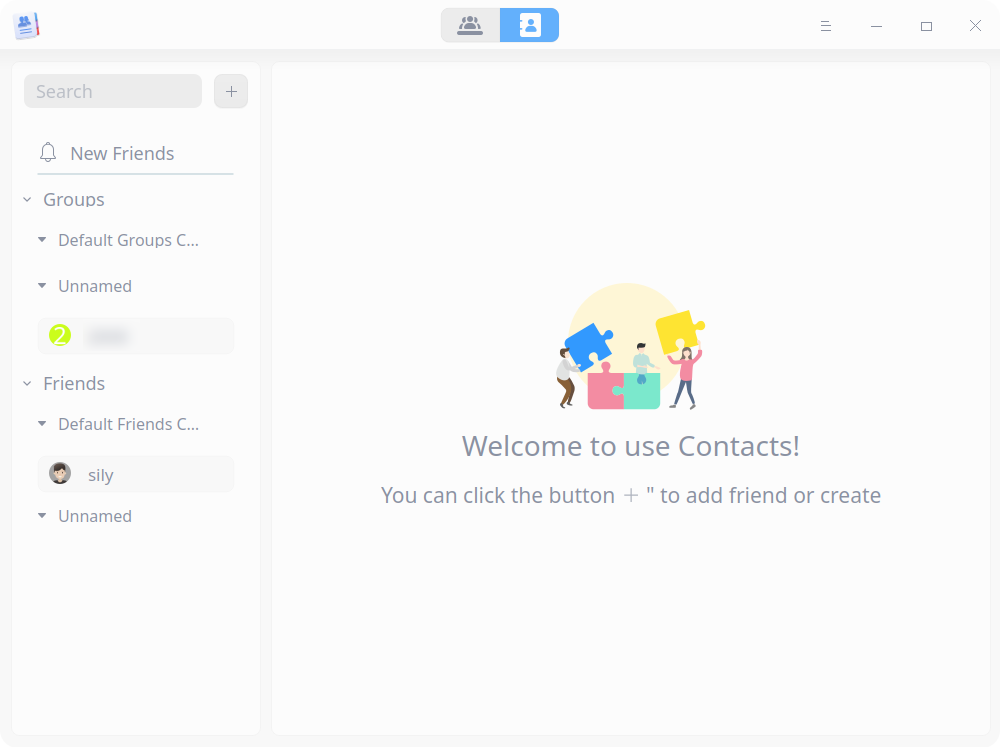 Search
New Friends
Groups
Default Groups C...
Unnamed
2
Friends
Default Friends C...
sily
Unnamed
Welcome to use Contacts!
You can click the button + " to add friend or create